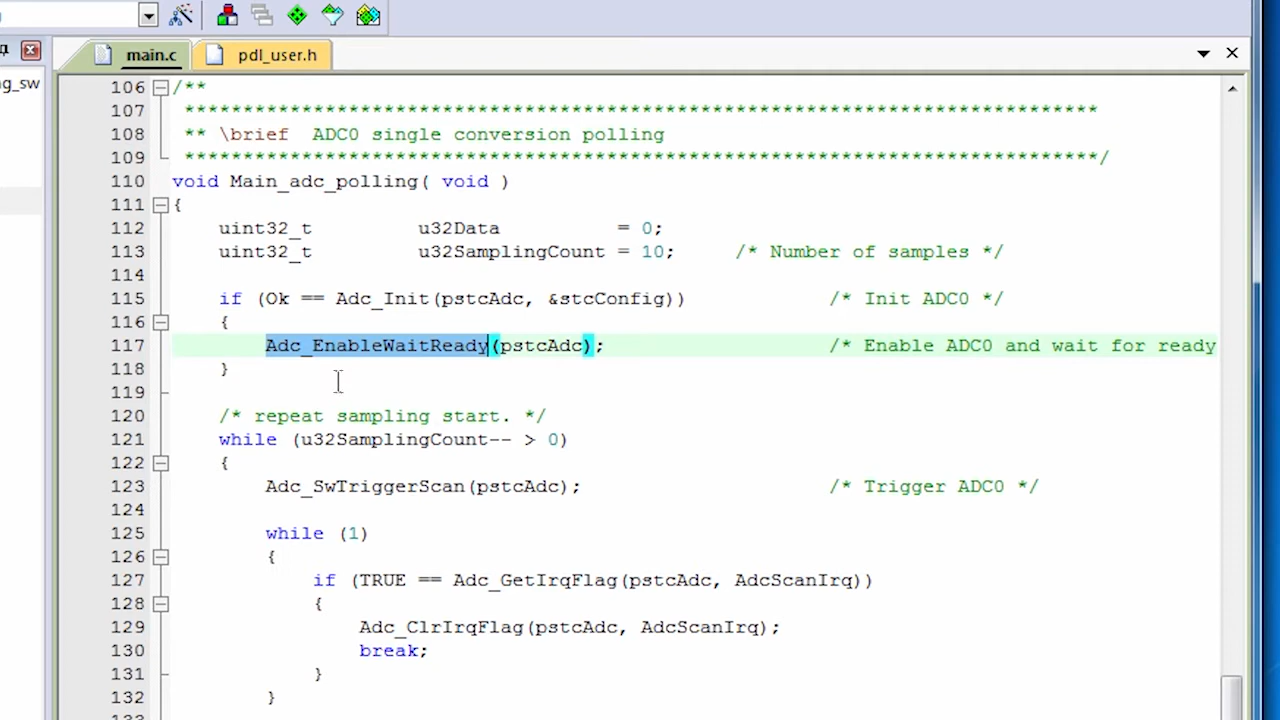 main.c pdl_user.h
ng_sw
106 /**
107 ******************************************************************************
108 ** \brief  ADC0 single conversion polling
109 ******************************************************************************/
110 void Main_adc_polling( void )
111 {
112     uint32_t         u32Data          = 0;
113     uint32_t         u32SamplingCount = 10;     /* Number of samples */
114
115     if (Ok == Adc_Init(pstcAdc, &stcConfig))            /* Init ADC0 */
116     {
117         Adc_EnableWaitReady(pstcAdc);                   /* Enable ADC0 and wait for ready
118     }
119
120     /* repeat sampling start. */
121     while (u32SamplingCount-- > 0)
122     {
123         Adc_SwTriggerScan(pstcAdc);                     /* Trigger ADC0 */
124
125         while (1)
126         {
127             if (TRUE == Adc_GetIrqFlag(pstcAdc, AdcScanIrq))
128             {
129                 Adc_ClrIrqFlag(pstcAdc, AdcScanIrq);
130                 break;
131             }
132         }